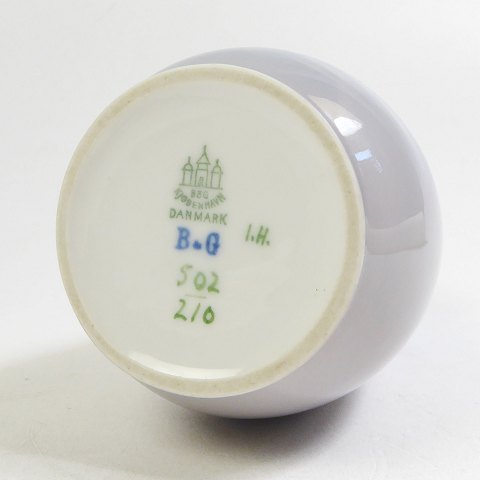 B&G
KJØBENHAVN
DANMARK
B&G I.H.
502
210